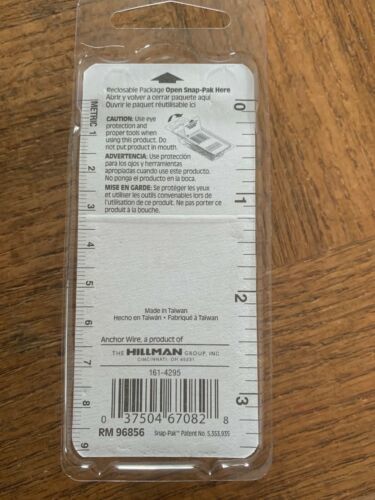 Reclosable Package Open Snap-Pak Here
Abrir y volver a cerrar paquete aquí
Ouvrir le paquet réutilisable ici
METRIC
0
CAUTION: Use eye
protection and
proper tools when
using this product. Do
not put product in mouth.
1
ADVERTENCIA: Use protección
para los ojos y herramientas
apropiadas cuando use este producto.
No ponga el producto en la boca.
2
MISE EN GARDE: Se protéger les yeux
et utiliser les outils convenables lors de
l'utilisation de ce produit. Ne pas porter ce
produit à la bouche.
3
1
4
5
2
Made in Taiwan
Hecho en Taiwán • Fabriqué à Taïwan
6
Anchor Wire, a product of
THE HILLMAN GROUP, INC
CINCINNATI, OH 45231
7
161-4295
3
8
0 37504 67082 8
RM 96856 Snap-Pak™ Patent No. 5,353,935
9